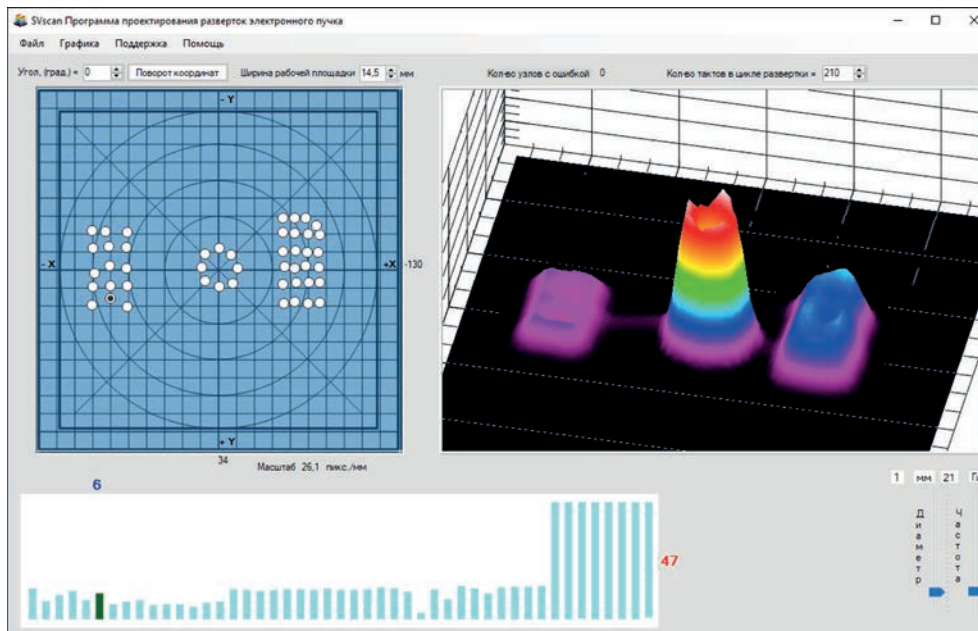 SVscan Программа проектирования разверток электронного пучка
Файл Графика Поддержка Помощь
Угол, (град.) = 0 Поворот координат Ширина рабочей площадки 14,5 мм Кол-во узлов с ошибкой 0 Кол-во тактов в цикле развертки = 210
- Y
- X
+X
-130
+ Y
34
Масштаб 26,1 пикс./мм
6
47
1 мм 21
Диаметр
Частота